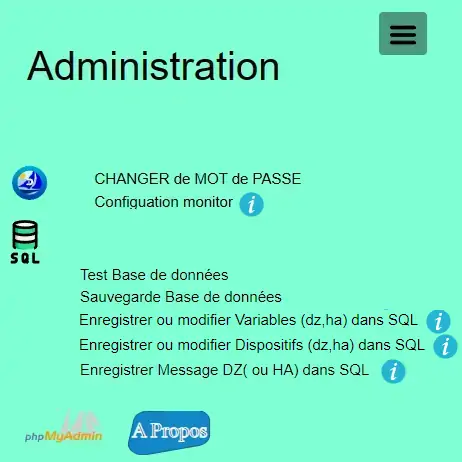 Administration
CHANGER de MOT de PASSE
Configuation monitor i
SQL
Test Base de données
Sauvegarde Base de données
Enregistrer ou modifier Variables (dz,ha) dans SQL i
Enregistrer ou modifier Dispositifs (dz,ha) dans SQL i
Enregistrer Message DZ( ou HA) dans SQL i
phpMyAdmin
A Propos